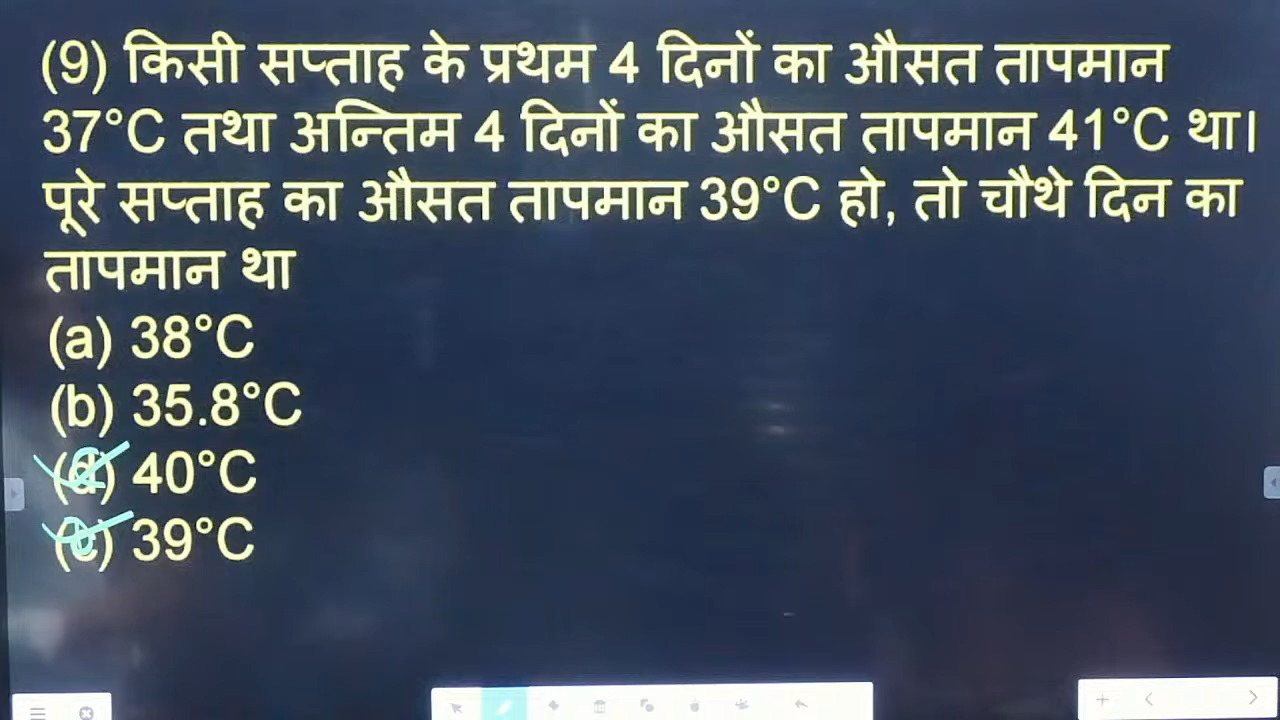 (9) किसी सप्ताह के प्रथम 4 दिनों का औसत तापमान
37°C तथा अन्तिम 4 दिनों का औसत तापमान 41°C था।
पूरे सप्ताह का औसत तापमान 39°C हो, तो चौथे दिन का
तापमान था
(a) 38°C
(b) 35.8°C
(d) 40°C
(c) 39°C